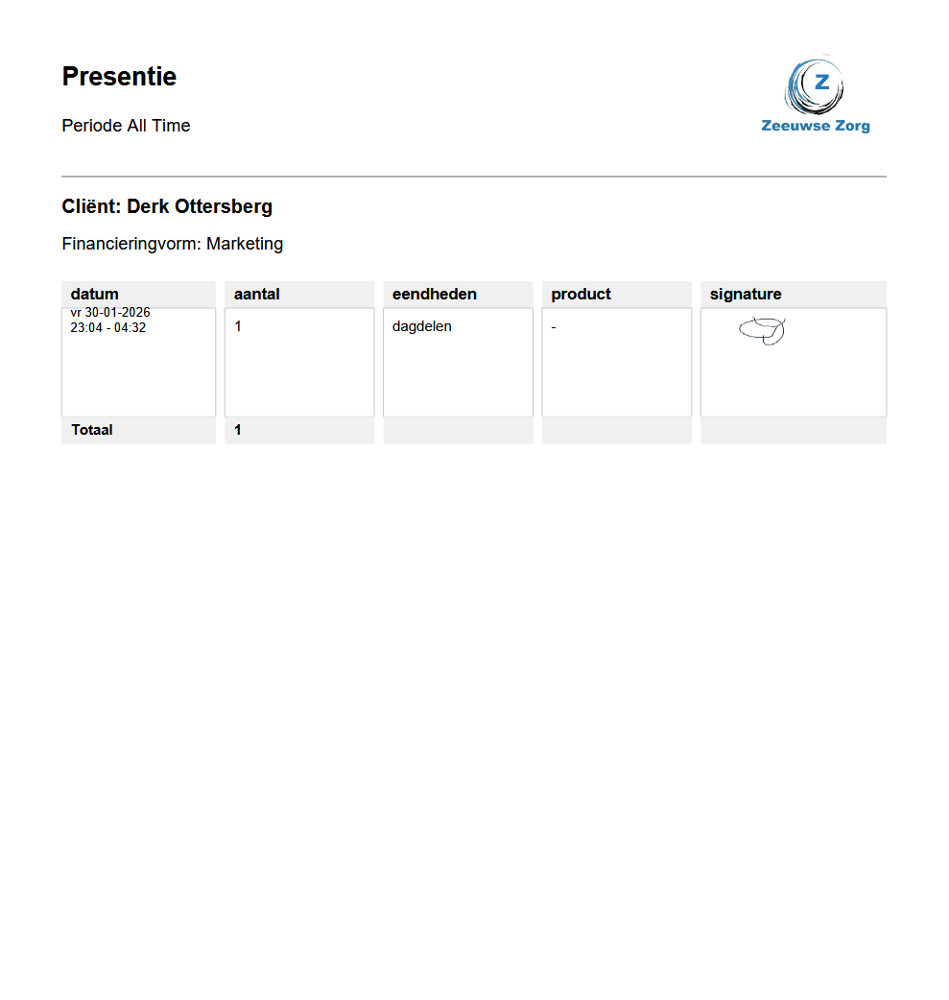 Presentie
Z
Zeeuwse Zorg
Periode All Time
Cliënt: Derk Ottersberg
Financieringvorm: Marketing
datum aantal eendheden product signature
vr 30-01-2026
23:04 - 04:32 1 dagdelen -
Totaal 1